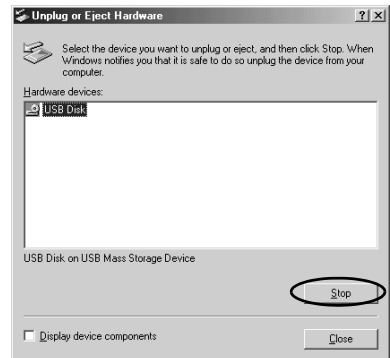 Unplug or Eject Hardware
Select the device you want to unplug or eject, and then click Stop. When
Windows notifies you that it is safe to do so unplug the device from your
computer.
Hardware devices:
USB Disk
USB Disk on USB Mass Storage Device
Stop
Display device components
Close